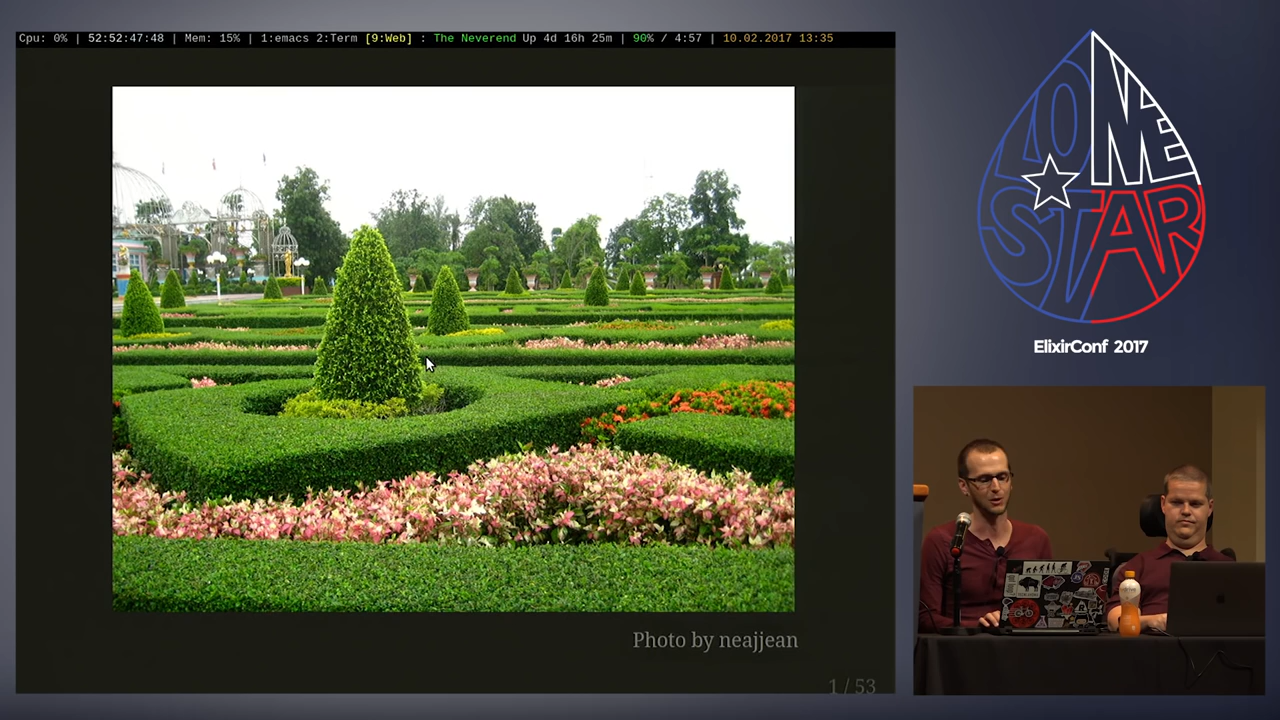 Cpu: 0% | 52:52:47:48 | Mem: 15% | 1:emacs 2:Term [9:Web] : The Neverend Up 4d 16h 25m | 90% / 4:57 | 10.02.2017 13:35
LONE
STAR
ElixirConf 2017
Photo by neajjean
1 / 53